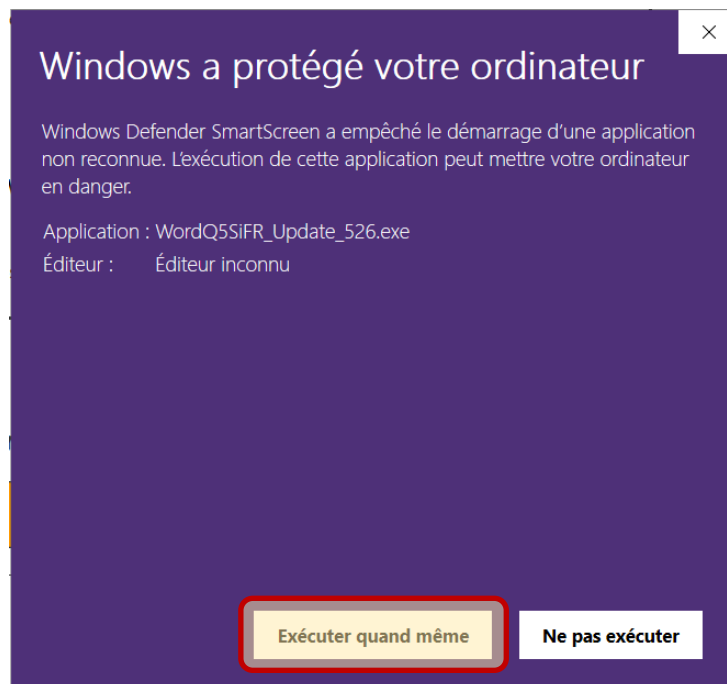 Windows a protégé votre ordinateur
Windows Defender SmartScreen a empêché le démarrage d’une application
non reconnue. L’exécution de cette application peut mettre votre ordinateur
en danger.
Application : WordQ5SiFR_Update_526.exe
Éditeur : Éditeur inconnu
Exécuter quand même Ne pas exécuter